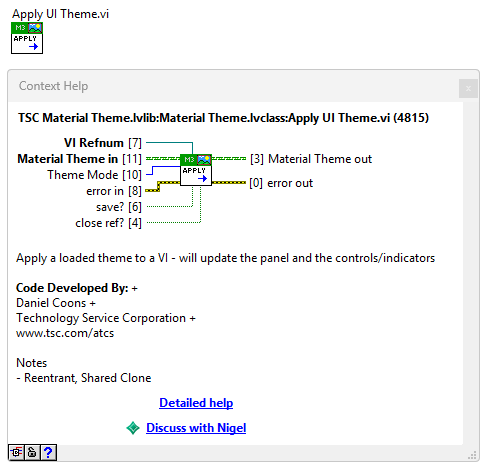 Apply UI Theme.vi
M3
APPLY
Context Help
TSC Material Theme.lvlib:Material Theme.lvclass:Apply UI Theme.vi (4815)
VI Refnum [7]
Material Theme in [11]
Theme Mode [10]
error in [8]
save? [6]
close ref? [4]
M3
APPLY
[3] Material Theme out
[0] error out
Apply a loaded theme to a VI - will update the panel and the controls/indicators
Code Developed By: +
Daniel Coons +
Technology Service Corporation +
www.tsc.com/atcs
Notes
- Reentrant, Shared Clone
Detailed help
Discuss with Nigel
?